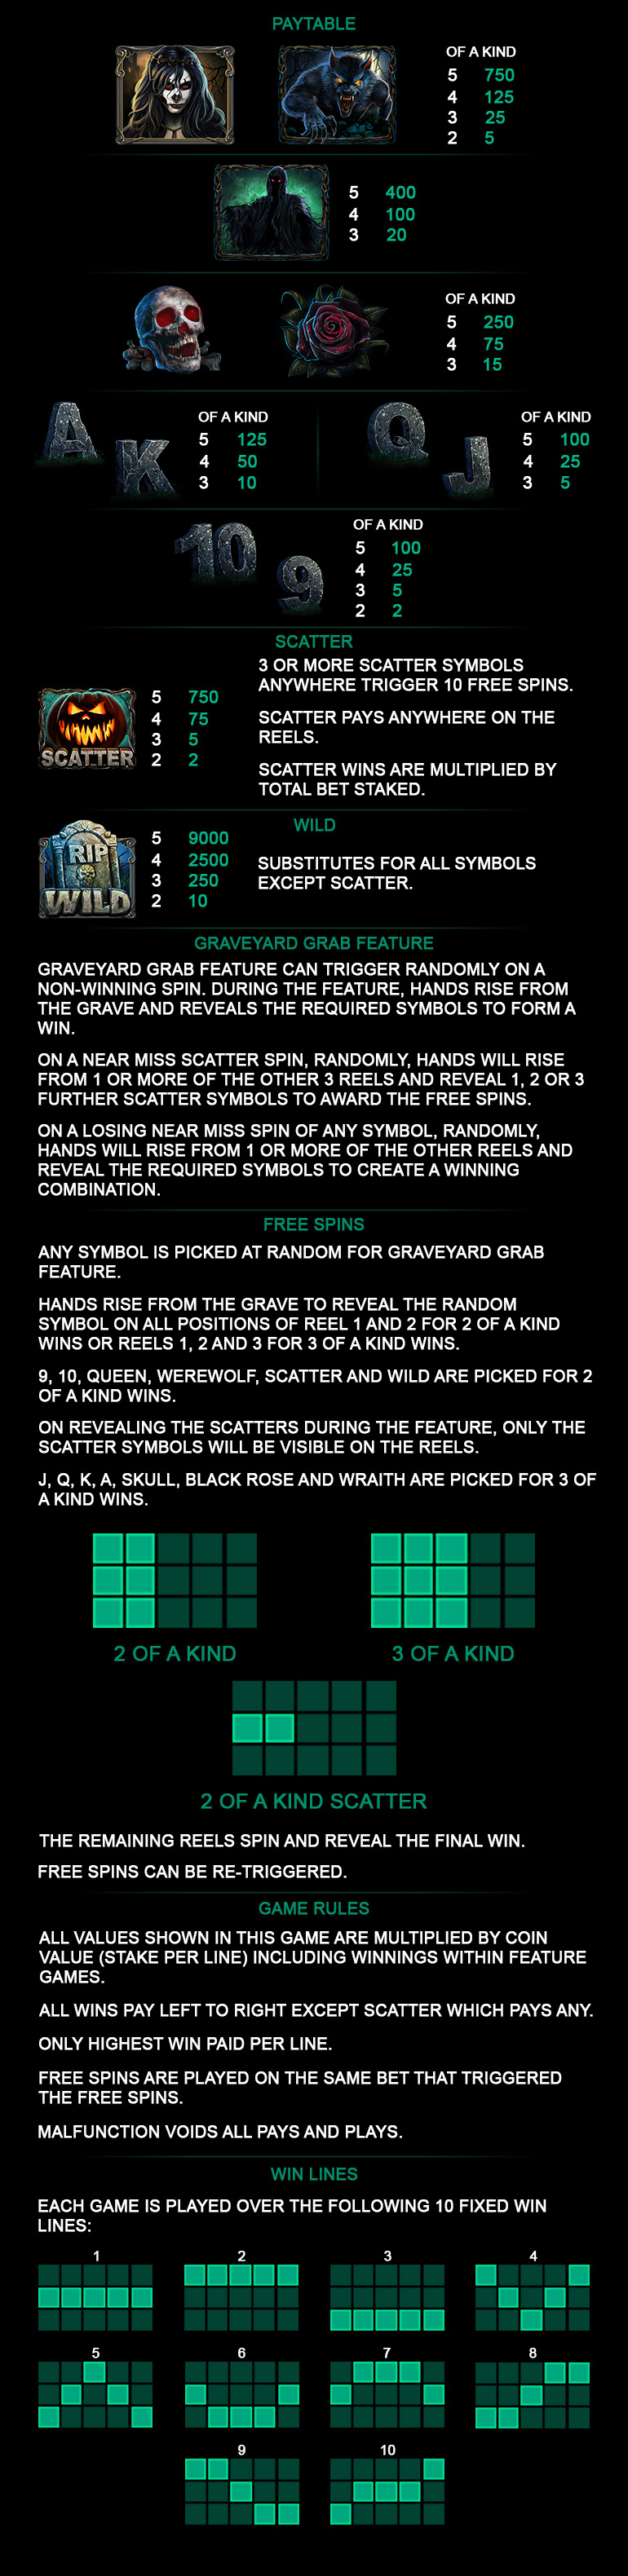 PAYTABLE
OF A KIND
5 750
4 125
3 25
2 5
5 400
4 100
3 20
OF A KIND
5 250
4 75
3 15
A K
OF A KIND
5 125
4 50
3 10
Q J
OF A KIND
5 100
4 25
3 5
10 9
OF A KIND
5 100
4 25
3 5
2 2
SCATTER
SCATTER
5 750
4 75
3 5
2 2
3 OR MORE SCATTER SYMBOLS
ANYWHERE TRIGGER 10 FREE SPINS.
SCATTER PAYS ANYWHERE ON THE
REELS.
SCATTER WINS ARE MULTIPLIED BY
TOTAL BET STAKED.
WILD
RIP
WILD
5 9000
4 2500
3 250
2 10
SUBSTITUTES FOR ALL SYMBOLS
EXCEPT SCATTER.
GRAVEYARD GRAB FEATURE
GRAVEYARD GRAB FEATURE CAN TRIGGER RANDOMLY ON A
NON-WINNING SPIN. DURING THE FEATURE, HANDS RISE FROM
THE GRAVE AND REVEALS THE REQUIRED SYMBOLS TO FORM A
WIN.
ON A NEAR MISS SCATTER SPIN, RANDOMLY, HANDS WILL RISE
FROM 1 OR MORE OF THE OTHER 3 REELS AND REVEAL 1, 2 OR 3
FURTHER SCATTER SYMBOLS TO AWARD THE FREE SPINS.
ON A LOSING NEAR MISS SPIN OF ANY SYMBOL, RANDOMLY,
HANDS WILL RISE FROM 1 OR MORE OF THE OTHER REELS AND
REVEAL THE REQUIRED SYMBOLS TO CREATE A WINNING
COMBINATION.
FREE SPINS
ANY SYMBOL IS PICKED AT RANDOM FOR GRAVEYARD GRAB
FEATURE.
HANDS RISE FROM THE GRAVE TO REVEAL THE RANDOM
SYMBOL ON ALL POSITIONS OF REEL 1 AND 2 FOR 2 OF A KIND
WINS OR REELS 1, 2 AND 3 FOR 3 OF A KIND WINS.
9, 10, QUEEN, WEREWOLF, SCATTER AND WILD ARE PICKED FOR 2
OF A KIND WINS.
ON REVEALING THE SCATTERS DURING THE FEATURE, ONLY THE
SCATTER SYMBOLS WILL BE VISIBLE ON THE REELS.
J, Q, K, A, SKULL, BLACK ROSE AND WRAITH ARE PICKED FOR 3 OF
A KIND WINS.
2 OF A KIND
3 OF A KIND
2 OF A KIND SCATTER
THE REMAINING REELS SPIN AND REVEAL THE FINAL WIN.
FREE SPINS CAN BE RE-TRIGGERED.
GAME RULES
ALL VALUES SHOWN IN THIS GAME ARE MULTIPLIED BY COIN
VALUE (STAKE PER LINE) INCLUDING WINNINGS WITHIN FEATURE
GAMES.
ALL WINS PAY LEFT TO RIGHT EXCEPT SCATTER WHICH PAYS ANY.
ONLY HIGHEST WIN PAID PER LINE.
FREE SPINS ARE PLAYED ON THE SAME BET THAT TRIGGERED
THE FREE SPINS.
MALFUNCTION VOIDS ALL PAYS AND PLAYS.
WIN LINES
EACH GAME IS PLAYED OVER THE FOLLOWING 10 FIXED WIN
LINES:
1 2 3 4
5 6 7 8
9 10